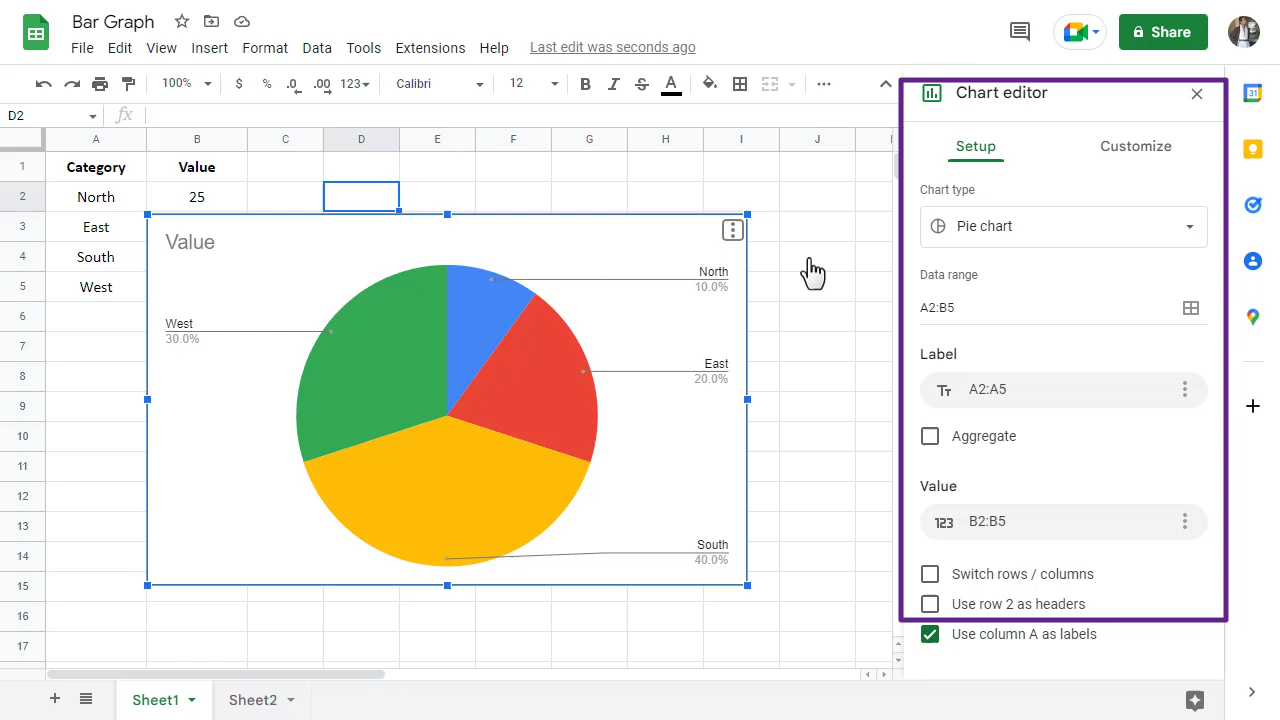 Bar Graph
File Edit View Insert Format Data Tools Extensions Help Last edit was seconds ago
Share
100% $ % .0 .00 123 Calibri 12 B I S A
D2 fx
A B C D E F G H I J
1 Category Value
2 North 25
3 East
4 South
5 West
6
7
8
9
10
11
12
13
14
15
16
17
Value
North
10.0%
West
30.0%
East
20.0%
South
40.0%
Chart editor
Setup Customize
Chart type
Pie chart
Data range
A2:B5
Label
Tт A2:A5
Aggregate
Value
123 B2:B5
Switch rows / columns
Use row 2 as headers
Use column A as labels
31
Sheet1 Sheet2